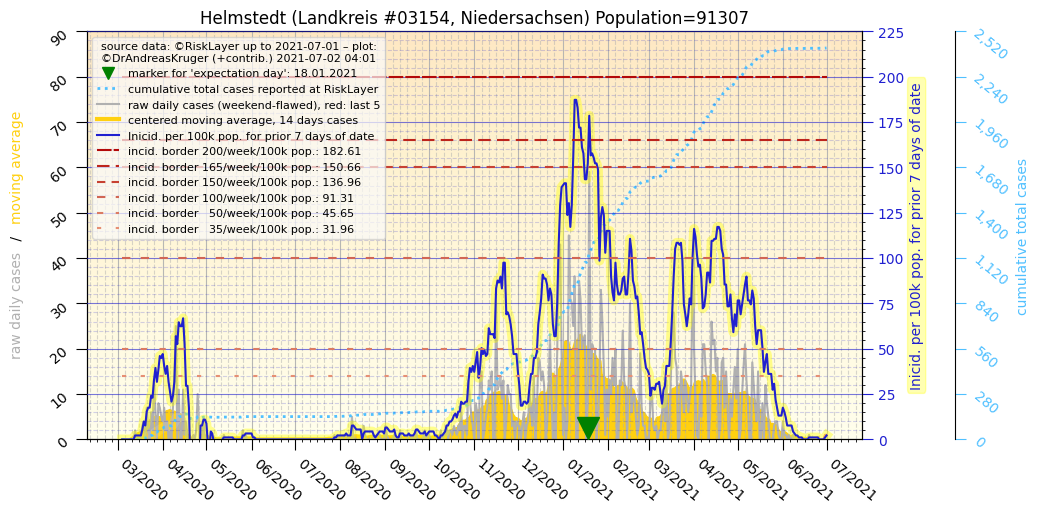 Helmstedt (Landkreis #03154, Niedersachsen) Population=91307
source data: ©RiskLayer up to 2021-07-01 – plot:
©DrAndreasKruger (+contrib.) 2021-07-02 04:01
marker for 'expectation day': 18.01.2021
cumulative total cases reported at RiskLayer
raw daily cases (weekend-flawed), red: last 5
centered moving average, 14 days cases
Inicid. per 100k pop. for prior 7 days of date
incid. border 200/week/100k pop.: 182.61
incid. border 165/week/100k pop.: 150.66
incid. border 150/week/100k pop.: 136.96
incid. border 100/week/100k pop.: 91.31
incid. border   50/week/100k pop.: 45.65
incid. border   35/week/100k pop.: 31.96
raw daily cases / moving average
90
80
70
60
50
40
30
20
10
0
03/2020
04/2020
05/2020
06/2020
07/2020
08/2020
09/2020
10/2020
11/2020
12/2020
01/2021
02/2021
03/2021
04/2021
05/2021
06/2021
07/2021
225
200
175
150
125
100
75
50
25
0
Inicid. per 100k pop. for prior 7 days of date
2,520
2,240
1,960
1,680
1,400
1,120
840
560
280
0
cumulative total cases